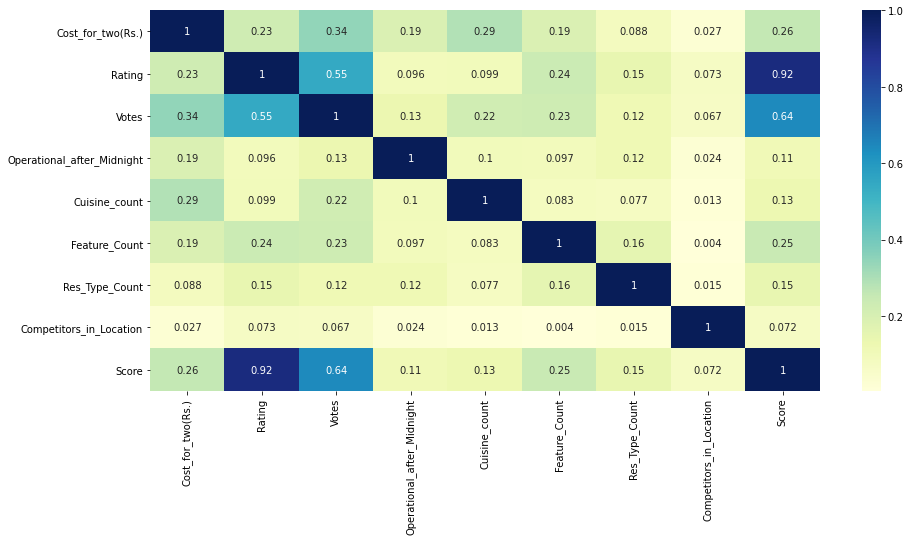 Cost_for_two(Rs.) 1 0.23 0.34 0.19 0.29 0.19 0.088 0.027 0.26
Rating 0.23 1 0.55 0.096 0.099 0.24 0.15 0.073 0.92
Votes 0.34 0.55 1 0.13 0.22 0.23 0.12 0.067 0.64
Operational_after_Midnight 0.19 0.096 0.13 1 0.1 0.097 0.12 0.024 0.11
Cuisine_count 0.29 0.099 0.22 0.1 1 0.083 0.077 0.013 0.13
Feature_Count 0.19 0.24 0.23 0.097 0.083 1 0.16 0.004 0.25
Res_Type_Count 0.088 0.15 0.12 0.12 0.077 0.16 1 0.015 0.15
Competitors_in_Location 0.027 0.073 0.067 0.024 0.013 0.004 0.015 1 0.072
Score 0.26 0.92 0.64 0.11 0.13 0.25 0.15 0.072 1
Cost_for_two(Rs.)
Rating
Votes
Operational_after_Midnight
Cuisine_count
Feature_Count
Res_Type_Count
Competitors_in_Location
Score
1.0
0.8
0.6
0.4
0.2